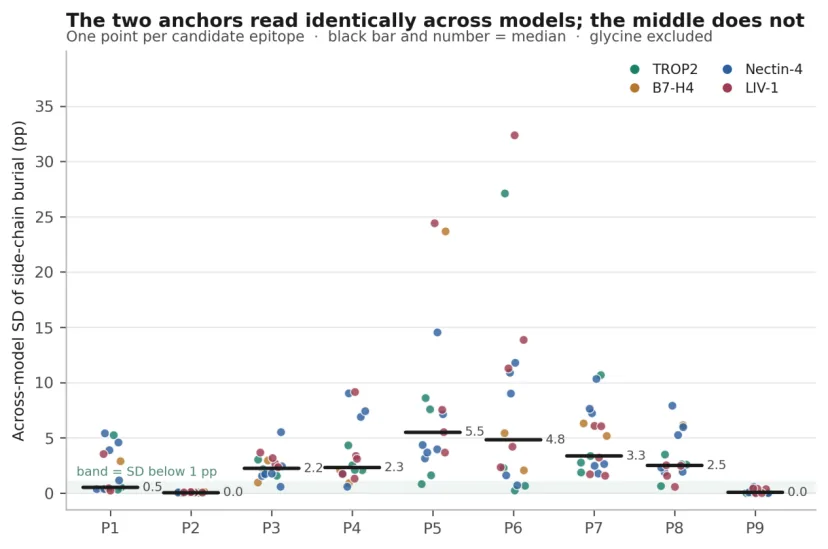 The two anchors read identically across models; the middle does not
One point per candidate epitope · black bar and number = median · glycine excluded
TROP2
Nectin-4
B7-H4
LIV-1
Across-model SD of side-chain burial (pp)
35
30
25
20
15
10
5
0
band = SD below 1 pp
0.5
0.0
2.2
2.3
5.5
4.8
3.3
2.5
0.0
P1
P2
P3
P4
P5
P6
P7
P8
P9